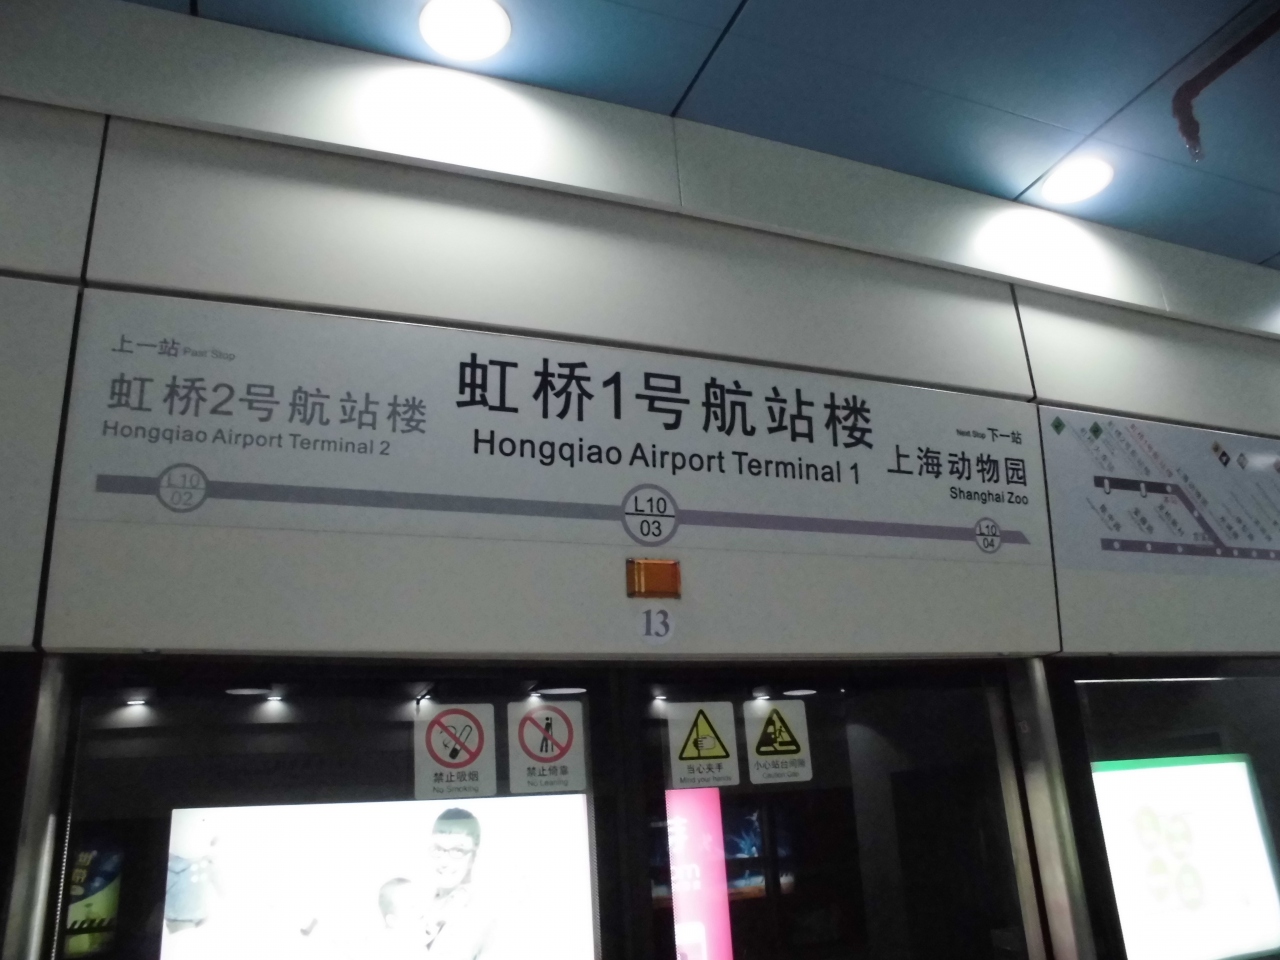 上一站 Past Stop
虹桥2号航站楼
Hongqiao Airport Terminal 2
虹桥1号航站楼
Hongqiao Airport Terminal 1
Next Stop 下一站
上海动物园
Shanghai Zoo
L10
02
L10
03
L10
04
13
禁止吸烟
No Smoking
禁止倚靠
No Leaning
当心夹手
Mind your hands
小心站台间隙
Caution Gap